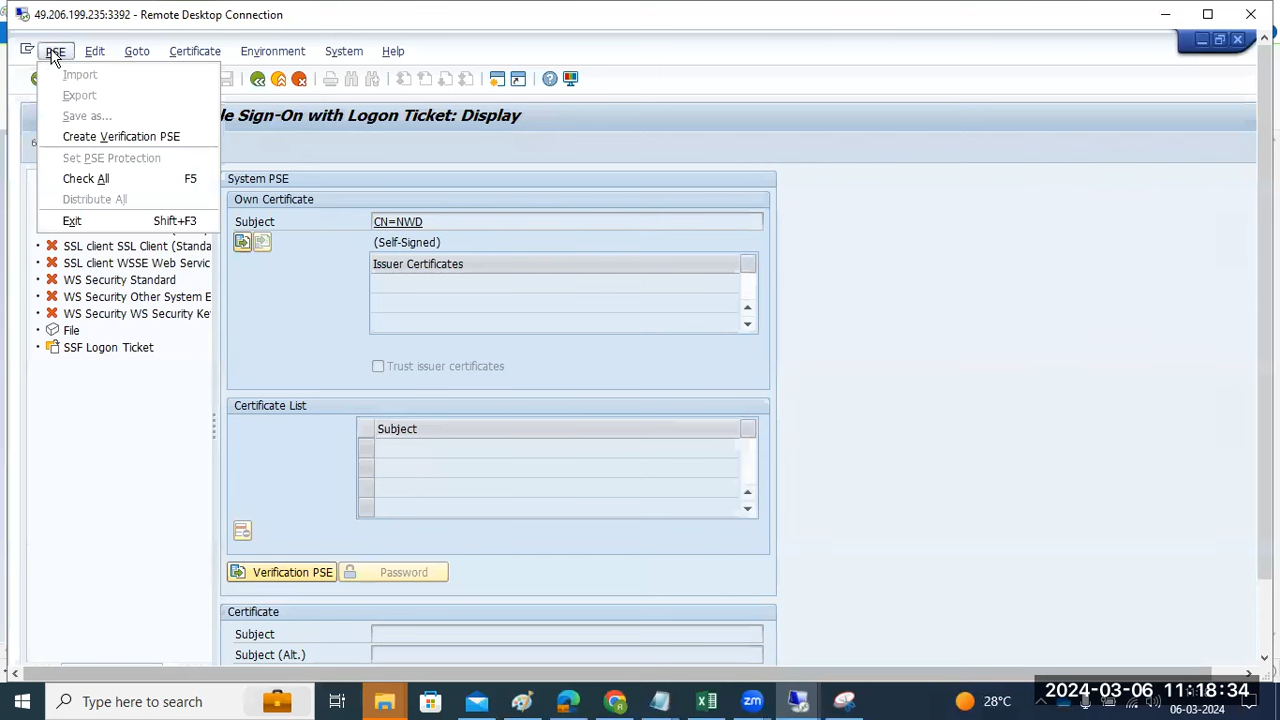 49.206.199.235:3392 - Remote Desktop Connection
PSE Edit Goto Certificate Environment System Help
Import
Export
Save as...
Create Verification PSE
Set PSE Protection
Check All F5
Distribute All
Exit Shift+F3
le Sign-On with Logon Ticket: Display
SSL client SSL Client (Standa
SSL client WSSE Web Servic
WS Security Standard
WS Security Other System E
WS Security WS Security Ke
File
SSF Logon Ticket
System PSE
Own Certificate
Subject CN=NWD
(Self-Signed)
Issuer Certificates
Trust issuer certificates
Certificate List
Subject
Verification PSE Password
Certificate
Subject
Subject (Alt.)
Type here to search
28°C
2024-03-06 11:18:34
06-03-2024